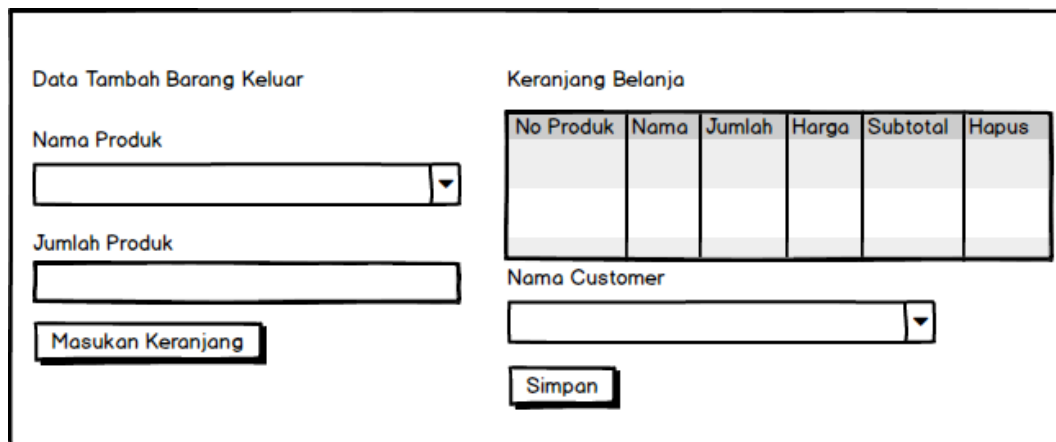 Data Tambah Barang Keluar
Nama Produk
Jumlah Produk
Masukan Keranjang
Keranjang Belanja
No Produk Nama Jumlah Harga Subtotal Hapus
Nama Customer
Simpan